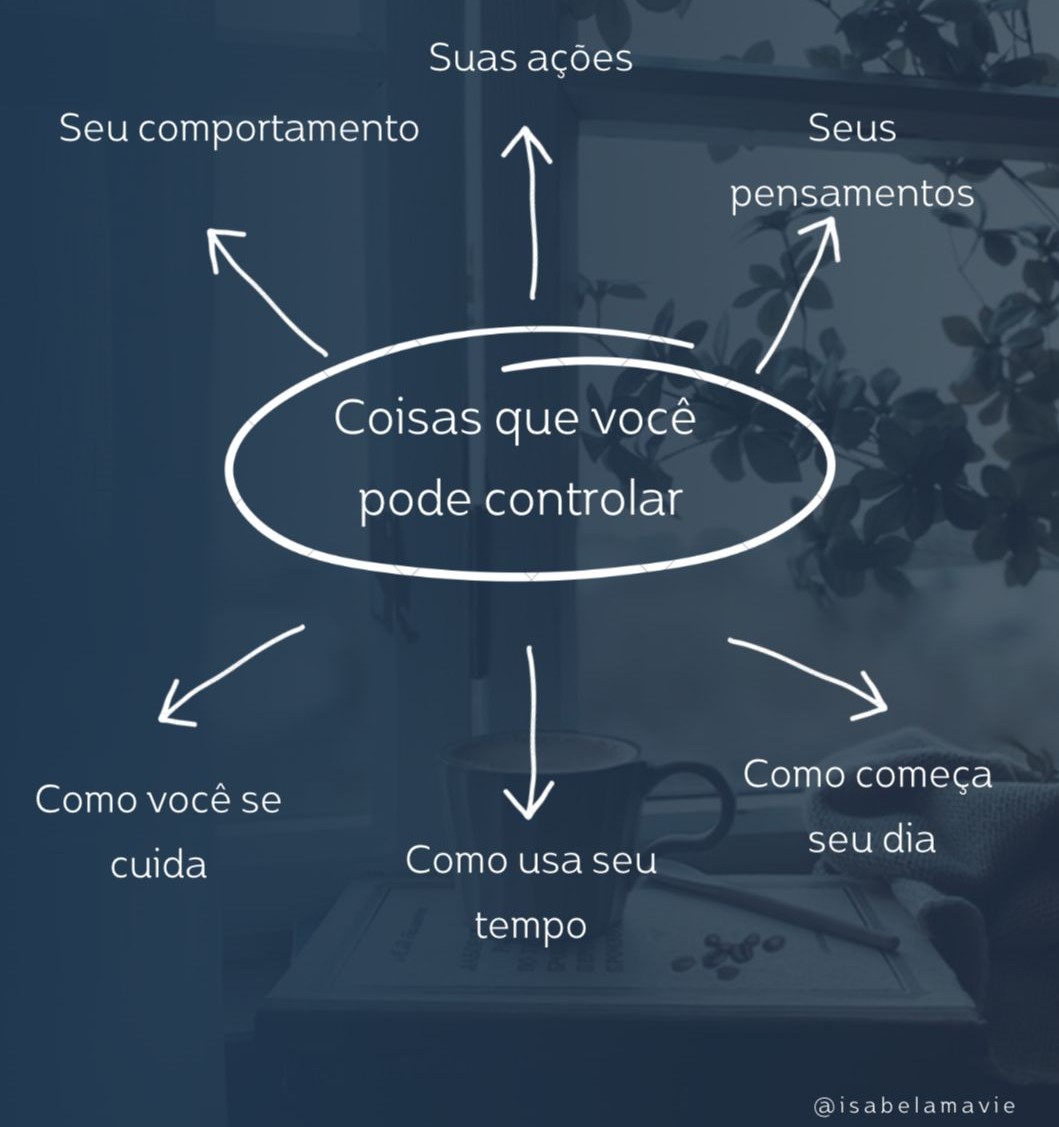 Suas ações
Seu comportamento
Seus
pensamentos
Coisas que você
pode controlar
Como você se
cuida
Como usa seu
tempo
Como começa
seu dia
@isabelamavie